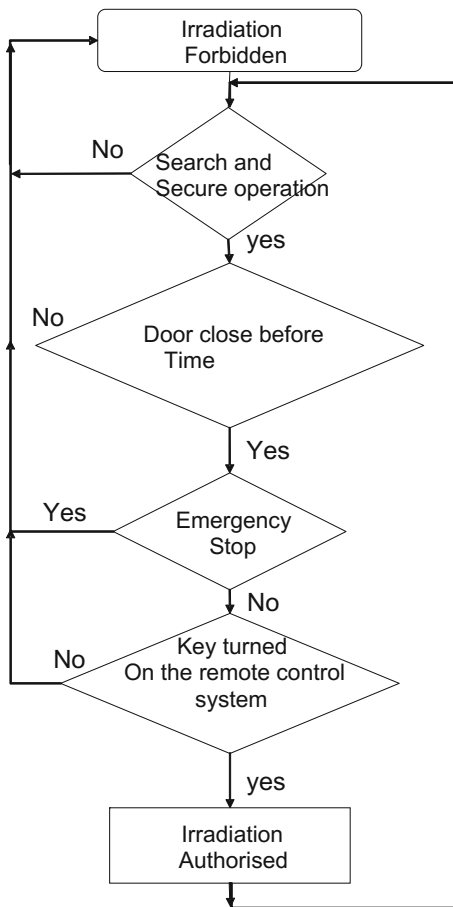 Irradiation
Forbidden
No
Search and
Secure operation
yes
No
Door close before
Time
Yes
Yes
Emergency
Stop
No
No
Key turned
On the remote control
system
yes
Irradiation
Authorised